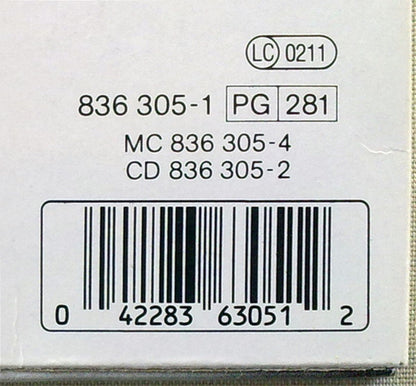 LC 0211
836 305-1 PG 281
MC 836 305-4
CD 836 305-2
0 42283 63051 2